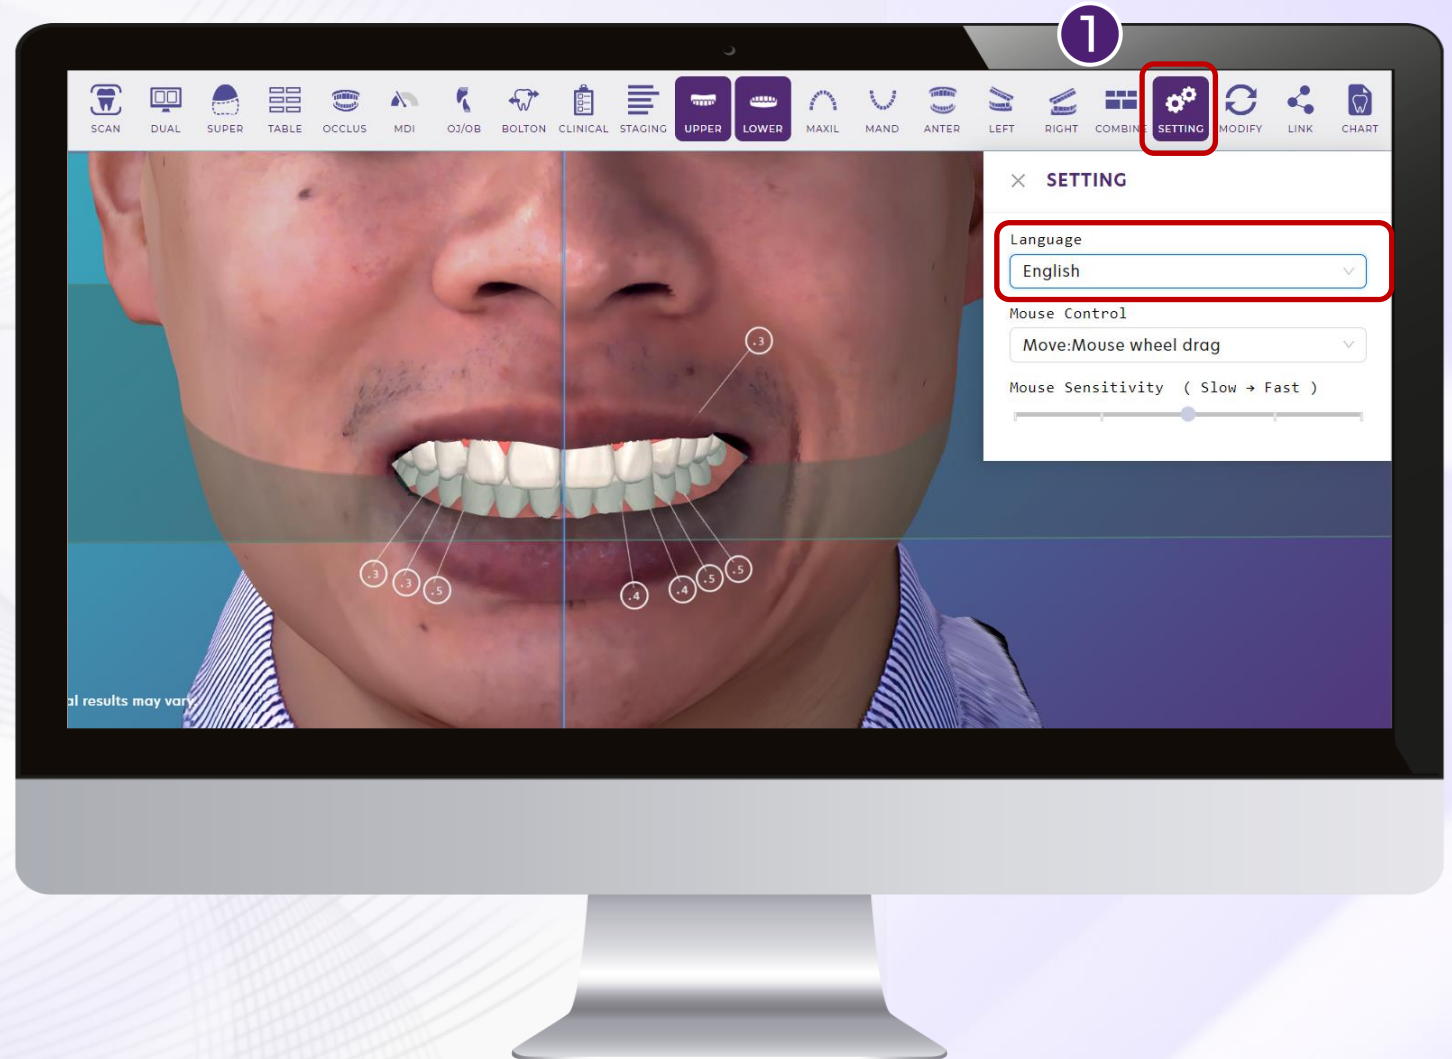 1
SCAN DUAL SUPER TABLE OCCLUS MDI OJ/OB BOLTON CLINICAL STAGING UPPER LOWER MAXIL MAND ANTER LEFT RIGHT COMBINE SETTING MODIFY LINK CHART
SETTING
Language
English
Mouse Control
Move:Mouse wheel drag
Mouse Sensitivity ( Slow → Fast )
.3
.3 .3 .5 .4 .4 .5 .5
al results may vary